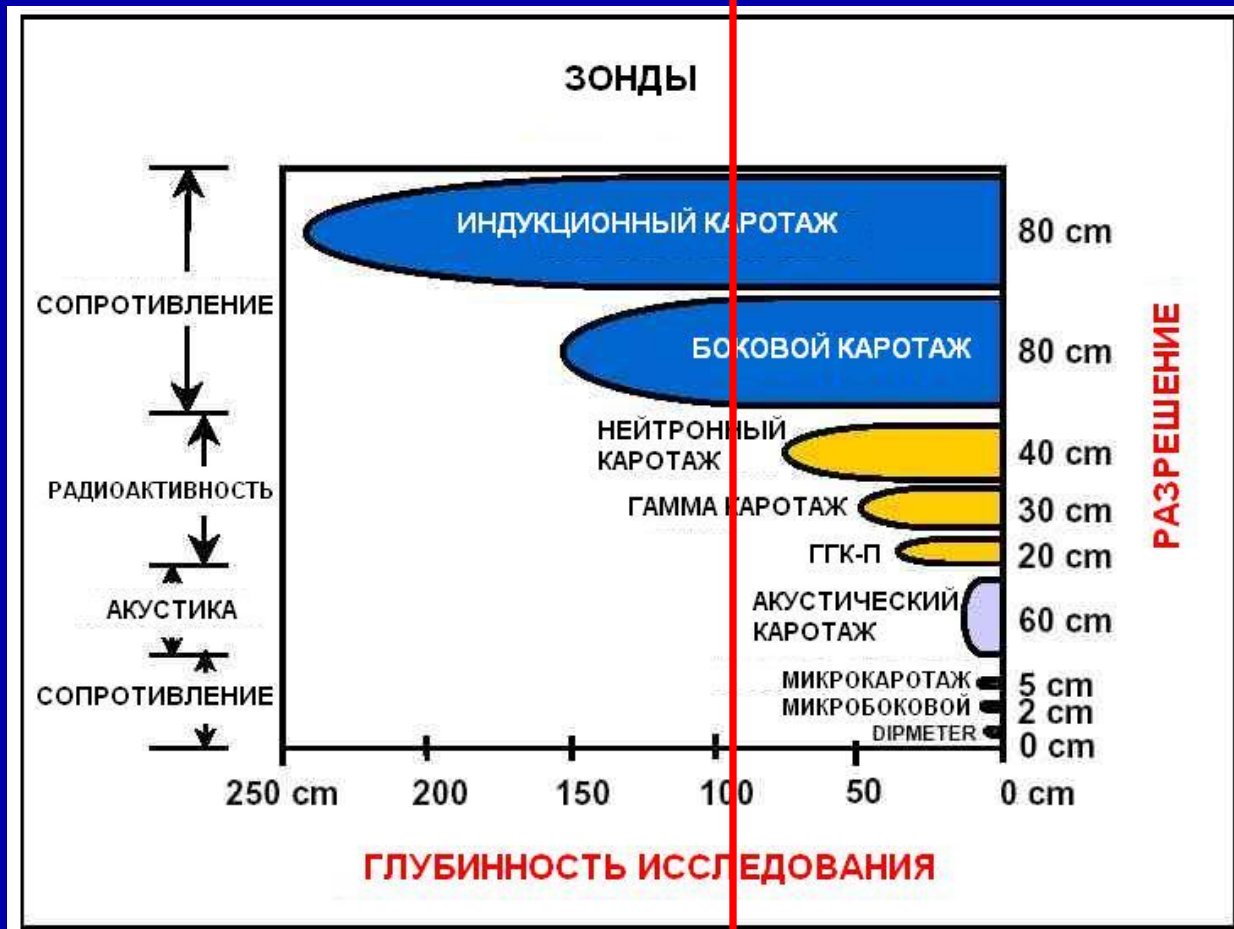 ЗОНДЫ
ИНДУКЦИОННЫЙ КАРОТАЖ
80 cm
СОПРОТИВЛЕНИЕ
БОКОВОЙ КАРОТАЖ
80 cm
РАЗРЕШЕНИЕ
НЕЙТРОННЫЙ
КАРОТАЖ
40 cm
РАДИОАКТИВНОСТЬ
ГАММА КАРОТАЖ
30 cm
ГГК-П
20 cm
АКУСТИКА
АКУСТИЧЕСКИЙ
КАРОТАЖ
60 cm
СОПРОТИВЛЕНИЕ
МИКРОКАРОТАЖ
5 cm
МИКРОБОКОВОЙ
2 cm
DIPMETER
0 cm
250 cm 200 150 100 50 0 cm
ГЛУБИННОСТЬ ИССЛЕДОВАНИЯ